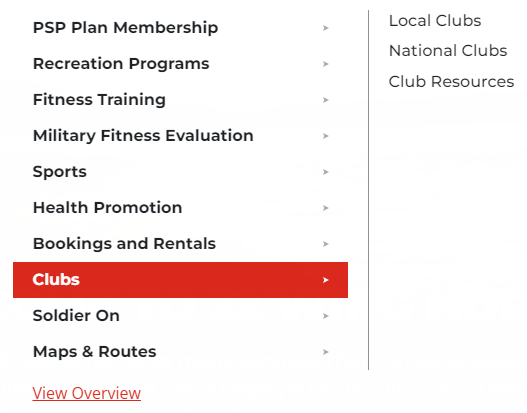 PSP Plan Membership
Recreation Programs
Fitness Training
Military Fitness Evaluation
Sports
Health Promotion
Bookings and Rentals
Clubs
Soldier On
Maps & Routes
View Overview
Local Clubs
National Clubs
Club Resources